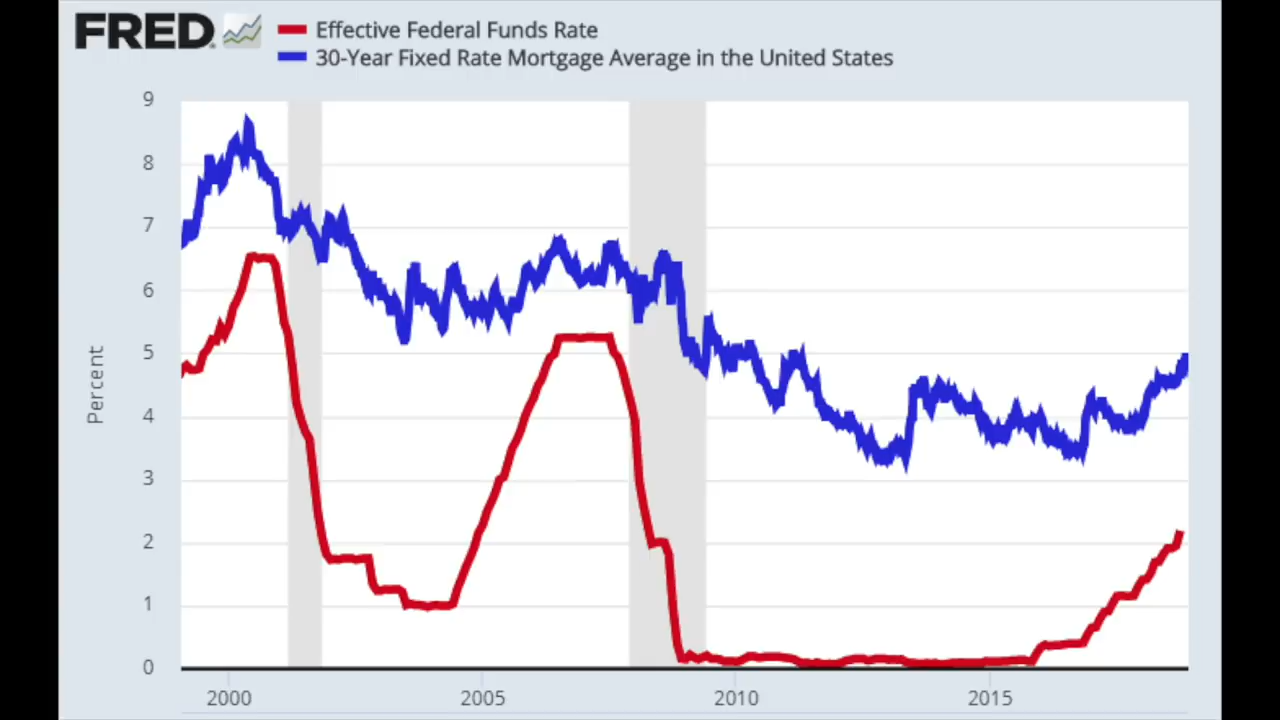 FRED
Effective Federal Funds Rate
30-Year Fixed Rate Mortgage Average in the United States
9
8
7
6
5
4
3
2
1
0
Percent
2000 2005 2010 2015